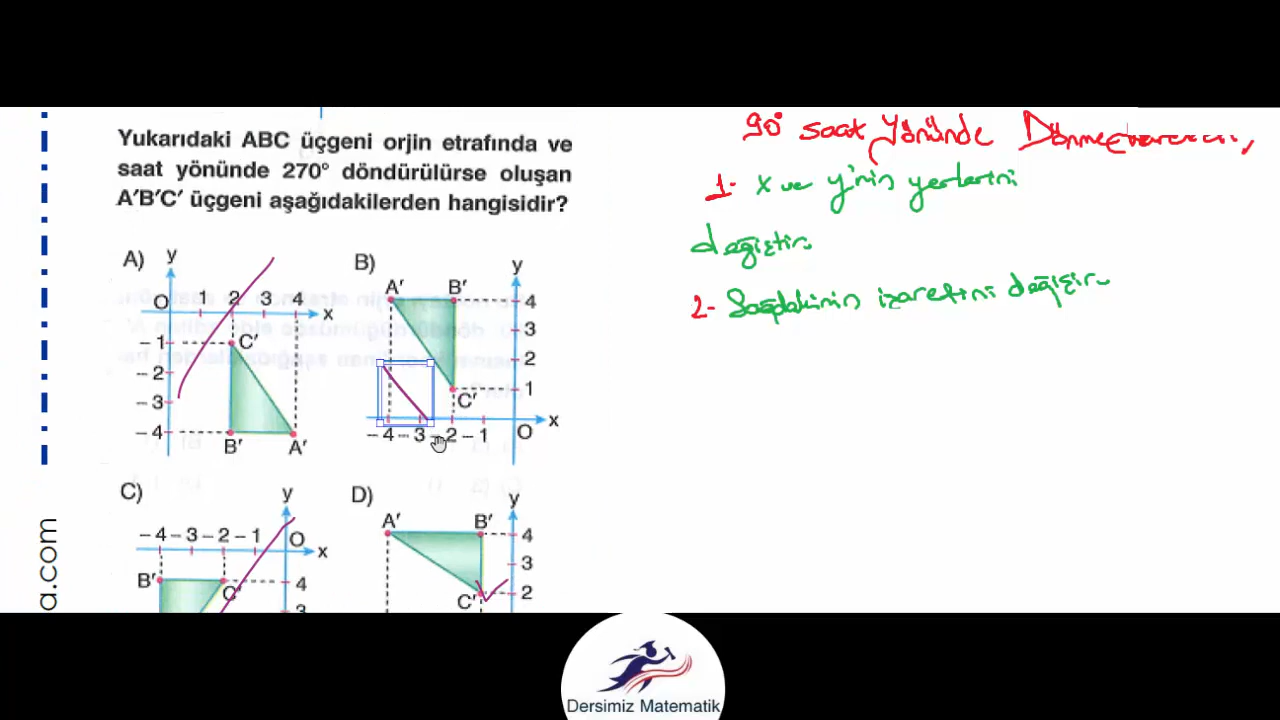 Yukarıdaki ABC üçgeni orjin etrafında ve
saat yönünde 270° döndürülürse oluşan
A'B'C' üçgeni aşağıdakilerden hangisidir?
A)
y
O 1 2 3 4
x
-1
C'
-2
-3
-4
B'
A'
B)
y
A'
B'
4
3
2
1
C'
x
-4 -3 -2 -1
O
C)
y
-4 -3 -2 -1 O
x
B'
C'
4
3
D)
y
A'
B'
4
3
C'
2
90° saat yönünde
1- x ve y'nin yerlerini
değiştir.
2- Sağdakinin işaretini değiştir.
a.com
Dersimiz Matematik